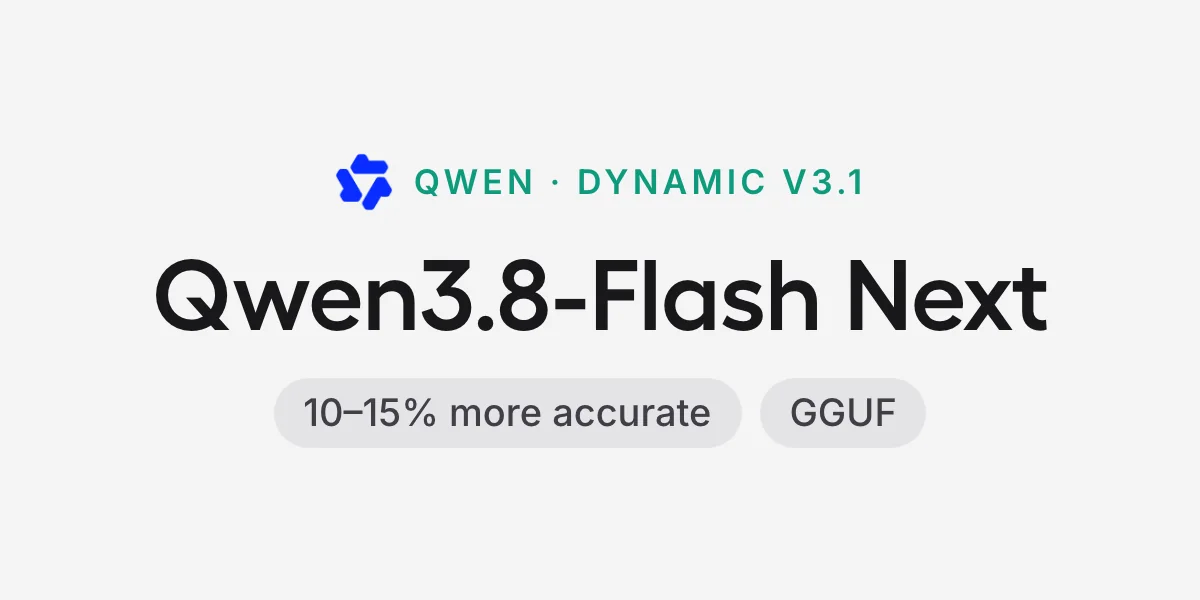 QWEN · DYNAMIC V3.1
Qwen3.8-Flash Next
10–15% more accurate GGUF